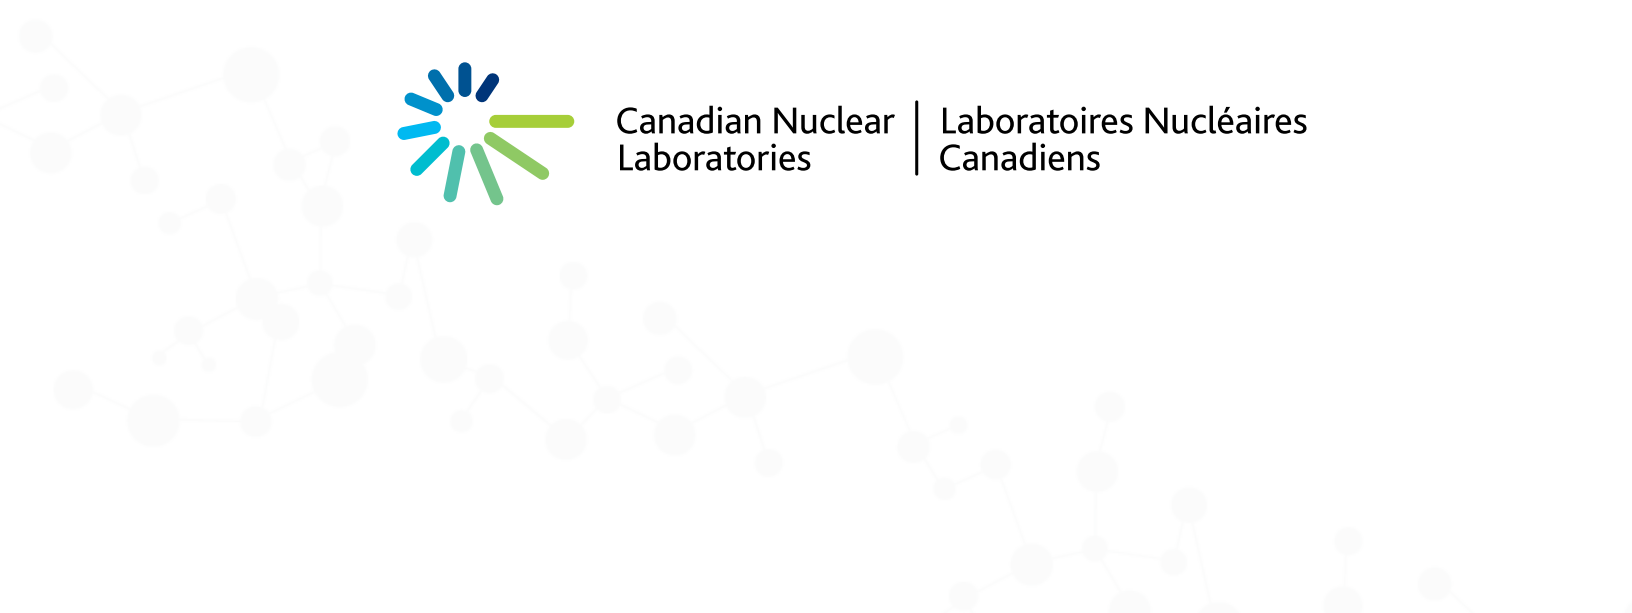 Canadian Nuclear
Laboratories
Laboratoires Nucléaires
Canadiens